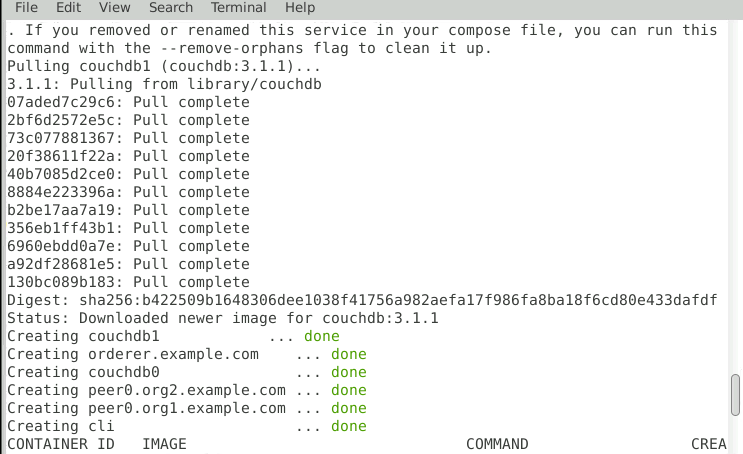 File Edit View Search Terminal Help
. If you removed or renamed this service in your compose file, you can run this
command with the --remove-orphans flag to clean it up.
Pulling couchdb1 (couchdb:3.1.1)...
3.1.1: Pulling from library/couchdb
07aded7c29c6: Pull complete
2bf6d2572e5c: Pull complete
73c077881367: Pull complete
20f38611f22a: Pull complete
40b7085d2ce0: Pull complete
8884e223396a: Pull complete
b2be17aa7a19: Pull complete
356eb1ff43b1: Pull complete
6960ebdd0a7e: Pull complete
a92df28681e5: Pull complete
130bc089b183: Pull complete
Digest: sha256:b422509b1648306dee1038f41756a982aefa17f986fa8ba18f6cd80e433dafdf
Status: Downloaded newer image for couchdb:3.1.1
Creating couchdb1 ... done
Creating orderer.example.com ... done
Creating couchdb0 ... done
Creating peer0.org2.example.com ... done
Creating peer0.org1.example.com ... done
Creating cli ... done
CONTAINER ID IMAGE COMMAND CREA